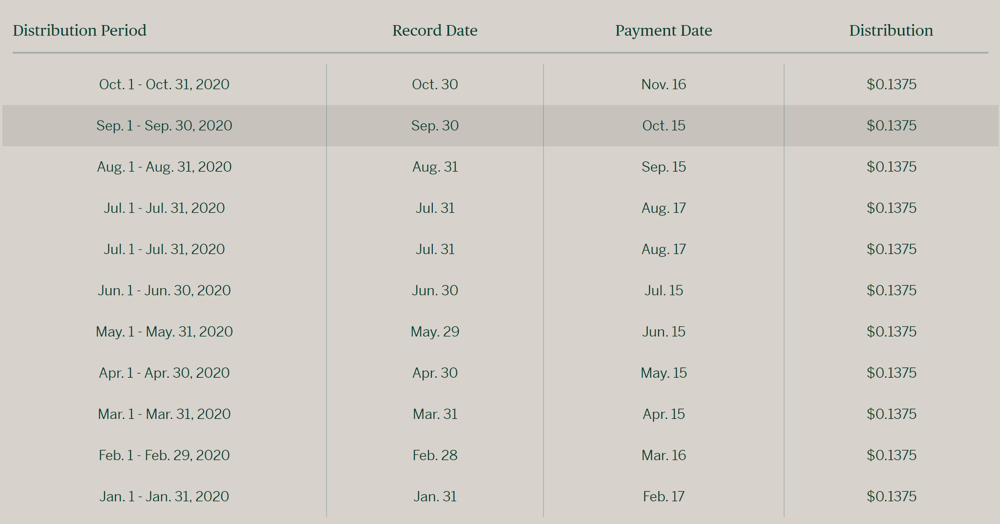 Distribution Period Record Date Payment Date Distribution
Oct. 1 - Oct. 31, 2020 Oct. 30 Nov. 16 $0.1375
Sep. 1 - Sep. 30, 2020 Sep. 30 Oct. 15 $0.1375
Aug. 1 - Aug. 31, 2020 Aug. 31 Sep. 15 $0.1375
Jul. 1 - Jul. 31, 2020 Jul. 31 Aug. 17 $0.1375
Jul. 1 - Jul. 31, 2020 Jul. 31 Aug. 17 $0.1375
Jun. 1 - Jun. 30, 2020 Jun. 30 Jul. 15 $0.1375
May. 1 - May. 31, 2020 May. 29 Jun. 15 $0.1375
Apr. 1 - Apr. 30, 2020 Apr. 30 May. 15 $0.1375
Mar. 1 - Mar. 31, 2020 Mar. 31 Apr. 15 $0.1375
Feb. 1 - Feb. 29, 2020 Feb. 28 Mar. 16 $0.1375
Jan. 1 - Jan. 31, 2020 Jan. 31 Feb. 17 $0.1375